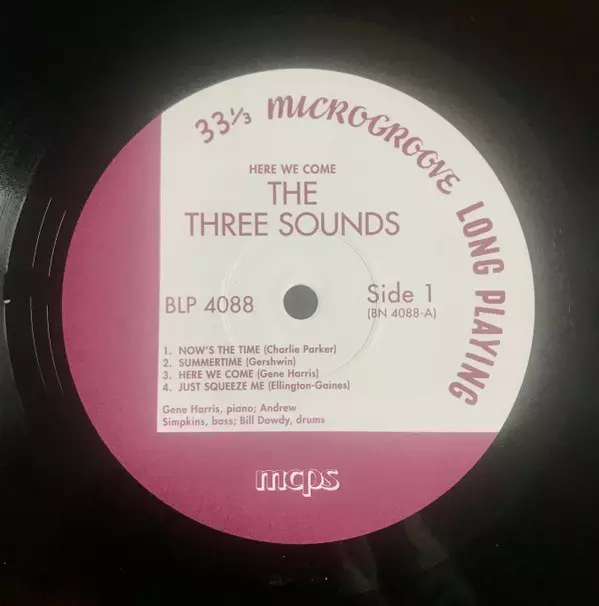 33⅓ MICROGROOVE LONG PLAYING
HERE WE COME
THE
THREE SOUNDS
BLP 4088
Side 1
(BN 4088-A)
1. NOW'S THE TIME (Charlie Parker)
2. SUMMERTIME (Gershwin)
3. HERE WE COME (Gene Harris)
4. JUST SQUEEZE ME (Ellington-Gaines)
Gene Harris, piano; Andrew
Simpkins, bass; Bill Dowdy, drums
mcps